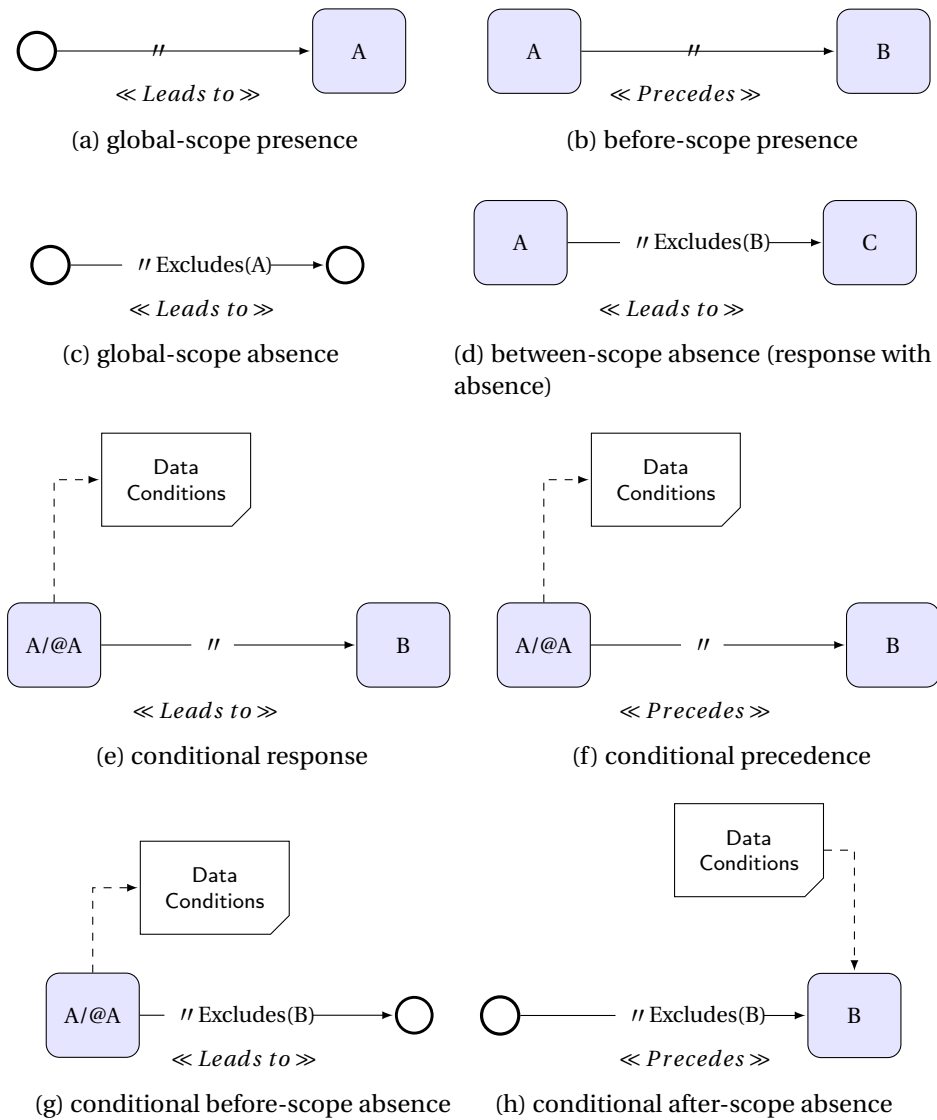 〃
A
≪ Leads to ≫
(a) global-scope presence
A
〃
B
≪ Precedes ≫
(b) before-scope presence
〃 Excludes(A)
≪ Leads to ≫
(c) global-scope absence
A
〃 Excludes(B)
C
≪ Leads to ≫
(d) between-scope absence (response with
absence)
Data
Conditions
A/@A
〃
B
≪ Leads to ≫
(e) conditional response
Data
Conditions
A/@A
〃
B
≪ Precedes ≫
(f) conditional precedence
Data
Conditions
A/@A
〃 Excludes(B)
≪ Leads to ≫
(g) conditional before-scope absence
Data
Conditions
〃 Excludes(B)
B
≪ Precedes ≫
(h) conditional after-scope absence